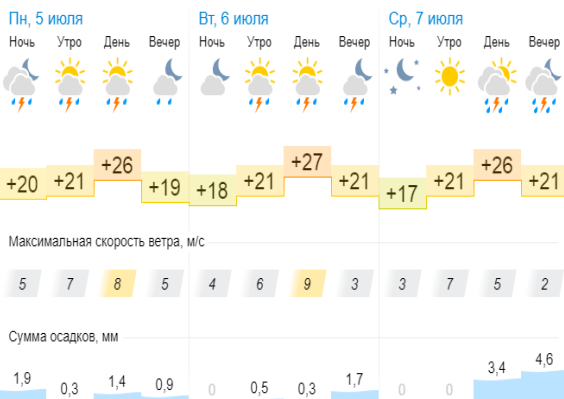 Пн, 5 июля Вт, 6 июля Ср, 7 июля
Ночь Утро День Вечер Ночь Утро День Вечер Ночь Утро День Вечер
+20 +21 +26 +19 +18 +21 +27 +21 +17 +21 +26 +21
Максимальная скорость ветра, м/с
5 7 8 5 4 6 9 3 3 7 5 2
Сумма осадков, мм
1,9 0,3 1,4 0,9 0 0,5 0,3 1,7 0 0 3,4 4,6